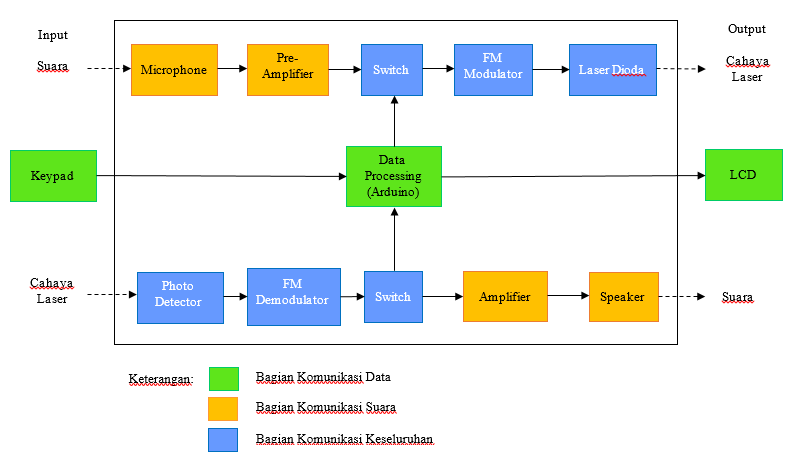 Input
Output
Suara
Microphone
Pre-
Amplifier
Switch
FM
Modulator
Laser Dioda
Cahaya
Laser
Keypad
Data
Processing
(Arduino)
LCD
Cahaya
Laser
Photo
Detector
FM
Demodulator
Switch
Amplifier
Speaker
Suara
Keterangan:
Bagian Komunikasi Data
Bagian Komunikasi Suara
Bagian Komunikasi Keseluruhan